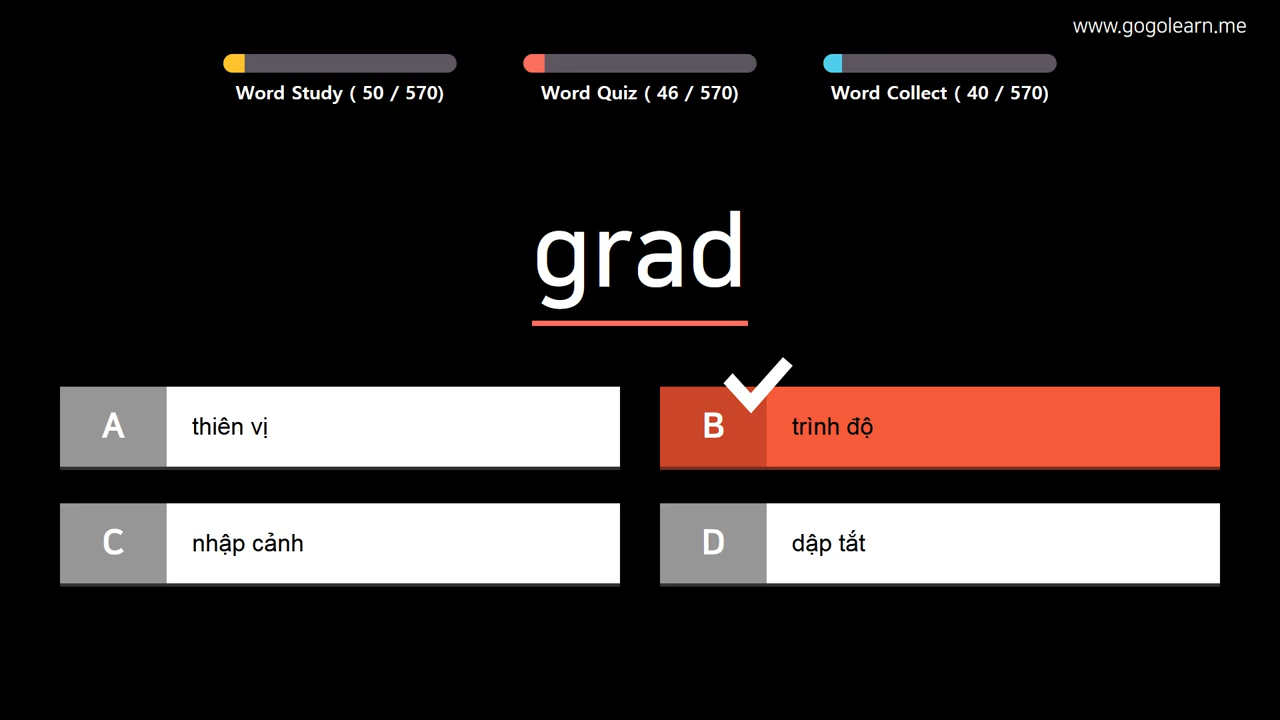 www.gogolearn.me
Word Study ( 50 / 570)
Word Quiz ( 46 / 570)
Word Collect ( 40 / 570)
grad
A thiên vị
B trình độ
C nhập cảnh
D dập tắt